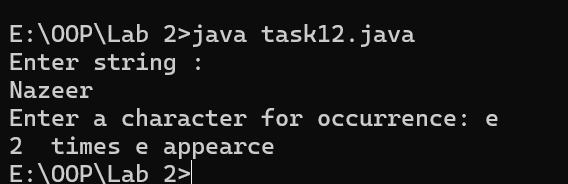 E:\OOP\Lab 2>java task12.java
Enter string :
Nazeer
Enter a character for occurrence: e
2  times e appearce
E:\OOP\Lab 2>